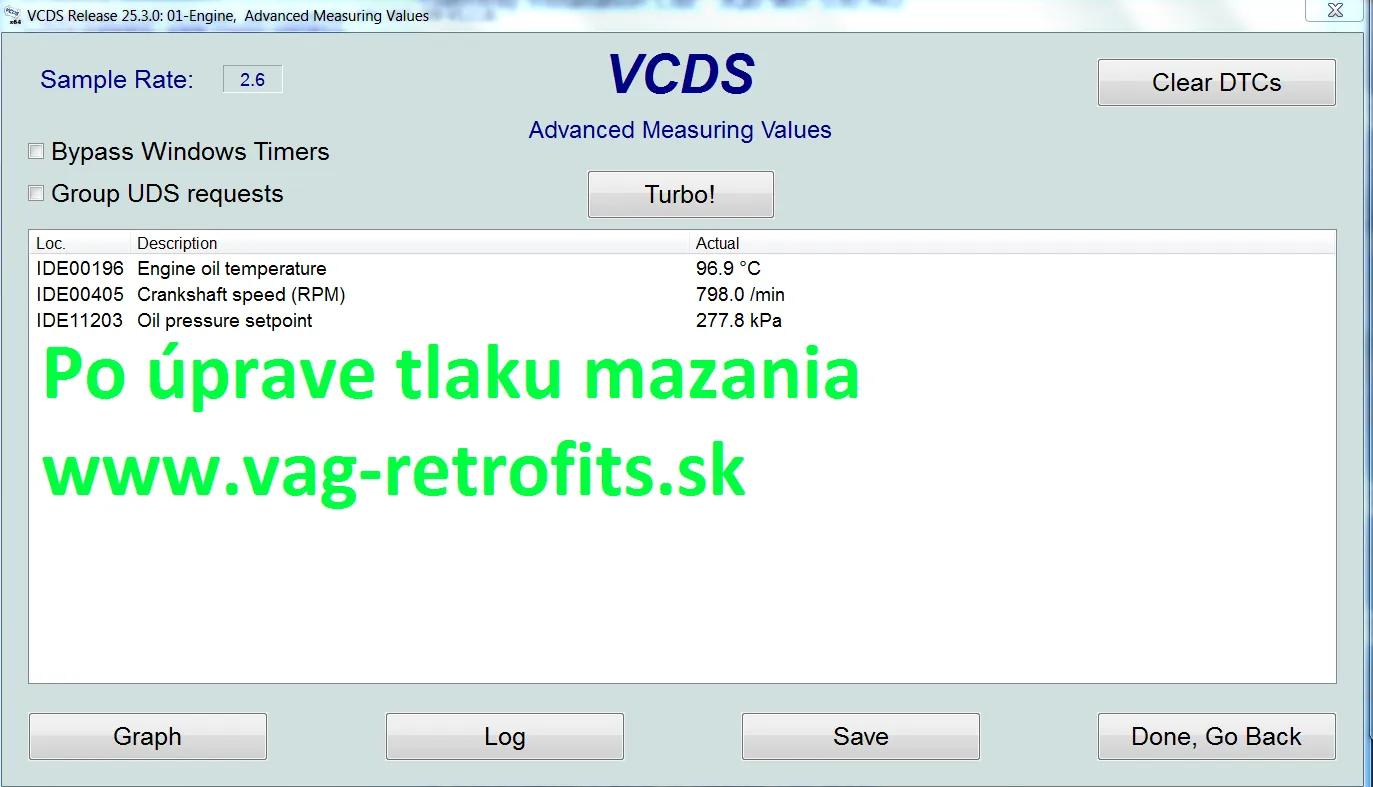 VCDS Release 25.3.0: 01-Engine, Advanced Measuring Values
Sample Rate: 2.6
VCDS
Clear DTCs
Advanced Measuring Values
Bypass Windows Timers
Group UDS requests
Turbo!
Loc. Description Actual
IDE00196 Engine oil temperature 96.9 °C
IDE00405 Crankshaft speed (RPM) 798.0 /min
IDE11203 Oil pressure setpoint 277.8 kPa
Po úprave tlaku mazania
www.vag-retrofits.sk
Graph Log Save Done, Go Back